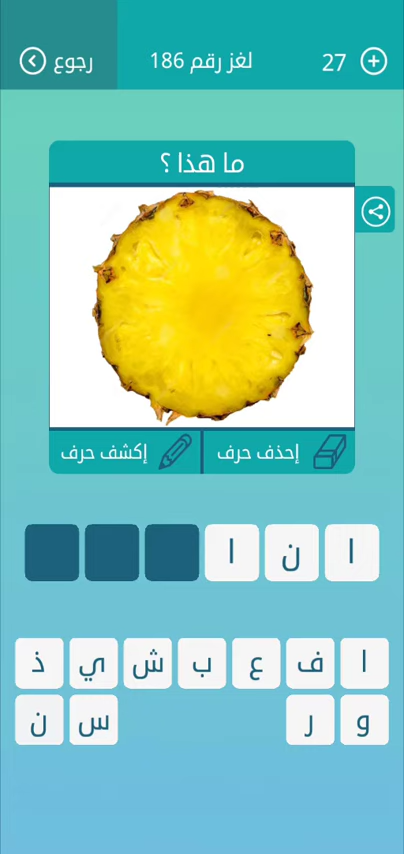 27 لغز رقم 186 رجوع
ما هذا ؟
إحذف حرف إكشف حرف
ا ن ا
ا ف ع ب ش ي ذ
و ر س ن